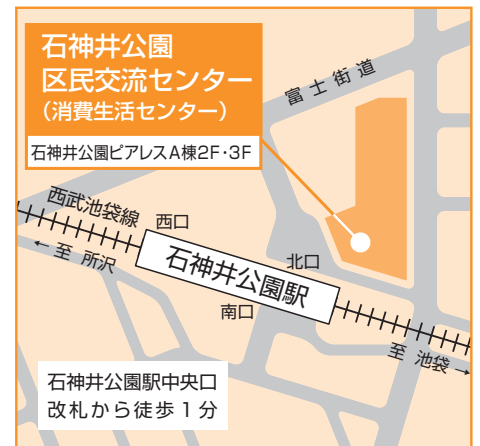 石神井公園
区民交流センター
（消費生活センター）
石神井公園ピアレスA棟2F･3F
富士街道
西武池袋線
西口
← 至 所沢
石神井公園駅
北口
南口
至 池袋 →
石神井公園駅中央口
改札から徒歩1分